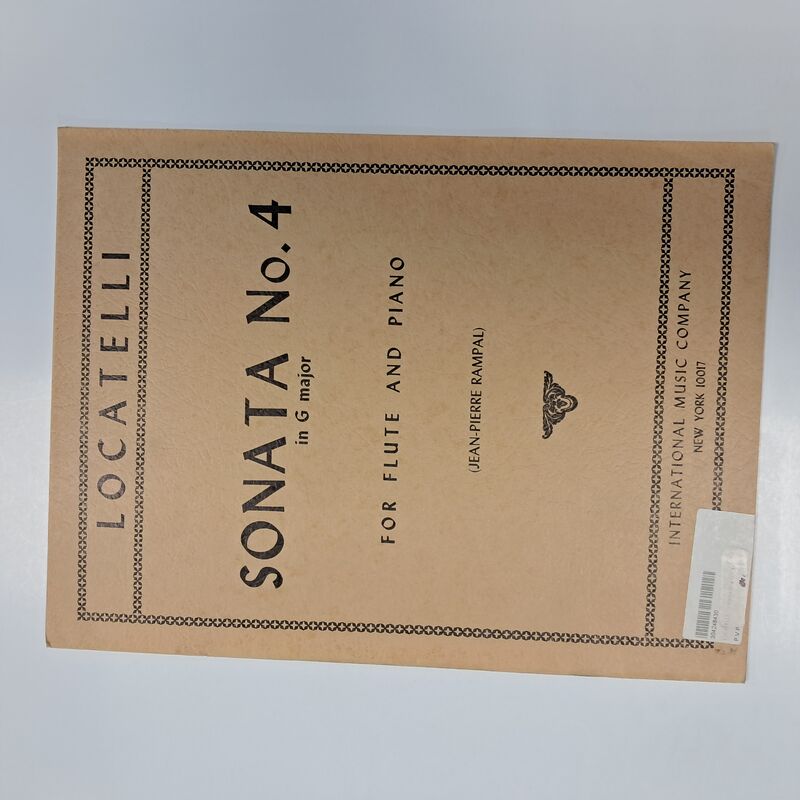 LOCATELLI
SONATA No. 4
in G major
FOR FLUTE AND PIANO
(JEAN-PIERRE RAMPAL)
INTERNATIONAL MUSIC COMPANY
NEW YORK 10017
P.V.P.